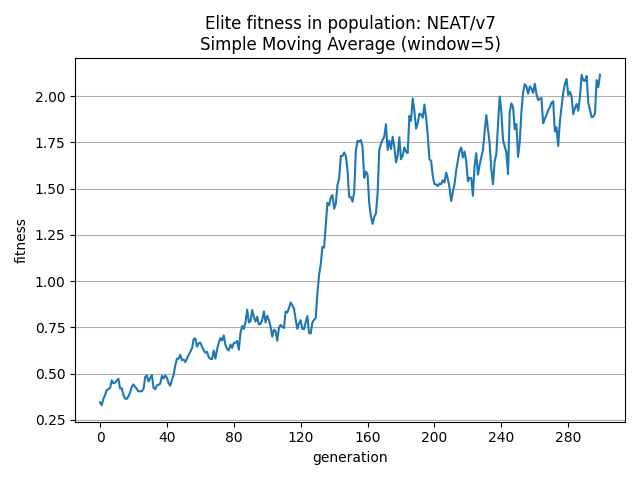 Elite fitness in population: NEAT/v7
Simple Moving Average (window=5)
fitness
2.00
1.75
1.50
1.25
1.00
0.75
0.50
0.25
0 40 80 120 160 200 240 280
generation